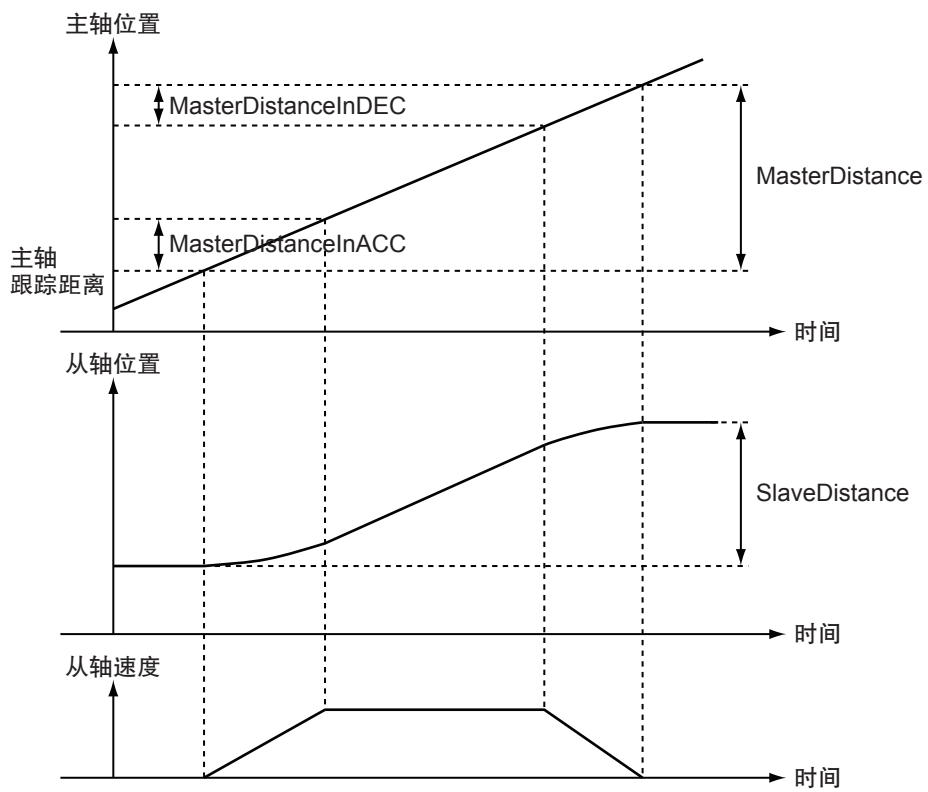 主轴位置
MasterDistanceInDEC
MasterDistance
MasterDistanceInACC
主轴
跟踪距离
时间
从轴位置
SlaveDistance
时间
从轴速度
时间